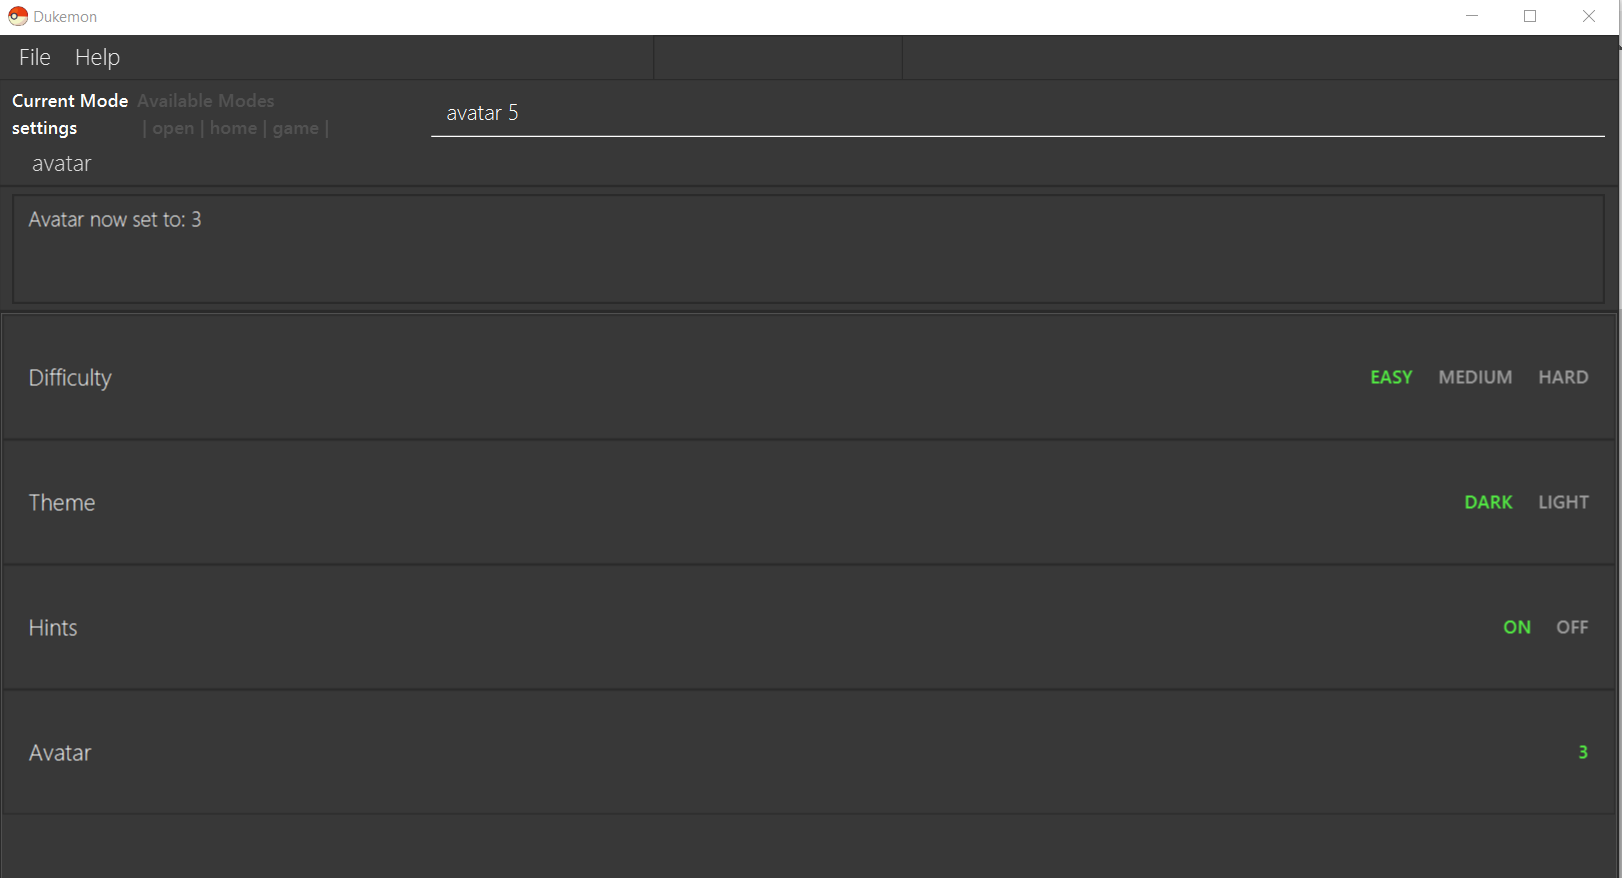 Dukemon
File Help
Current Mode Available Modes
settings | open | home | game |
avatar 5
avatar
Avatar now set to: 3
Difficulty EASY MEDIUM HARD
Theme DARK LIGHT
Hints ON OFF
Avatar 3